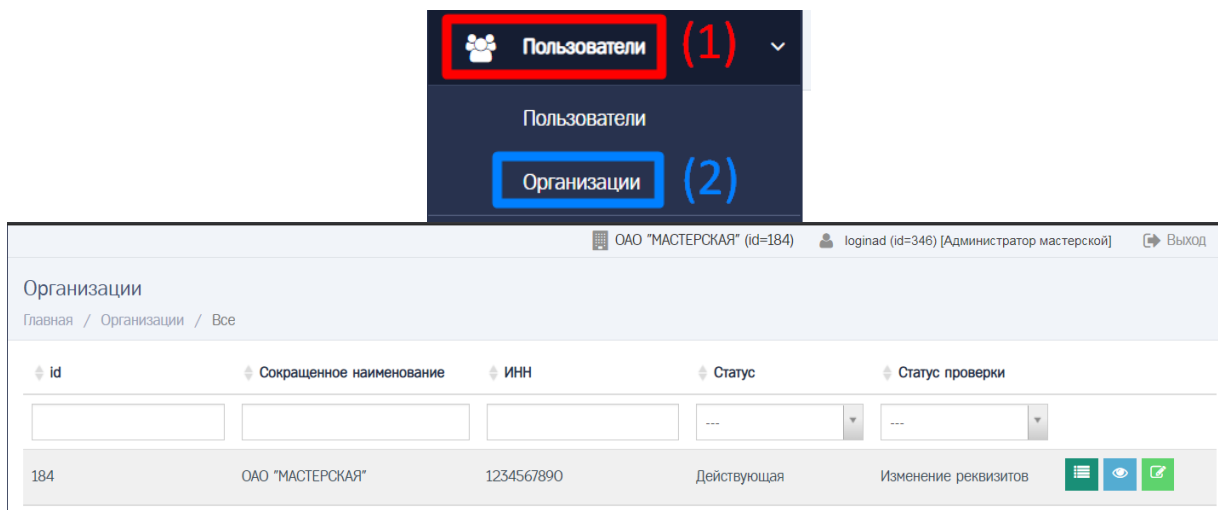 Пользователи (1)
Пользователи
Организации (2)
ОАО "МАСТЕРСКАЯ" (id=184) loginad (id=346) [Администратор мастерской] Выход
Организации
Главная / Организации / Все
id Сокращенное наименование ИНН Статус Статус проверки
--- ---
184 ОАО "МАСТЕРСКАЯ" 1234567890 Действующая Изменение реквизитов